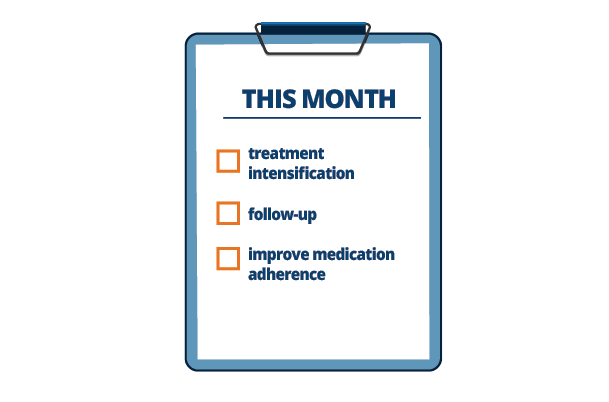 THIS MONTH
treatment
intensification
follow-up
improve medication
adherence